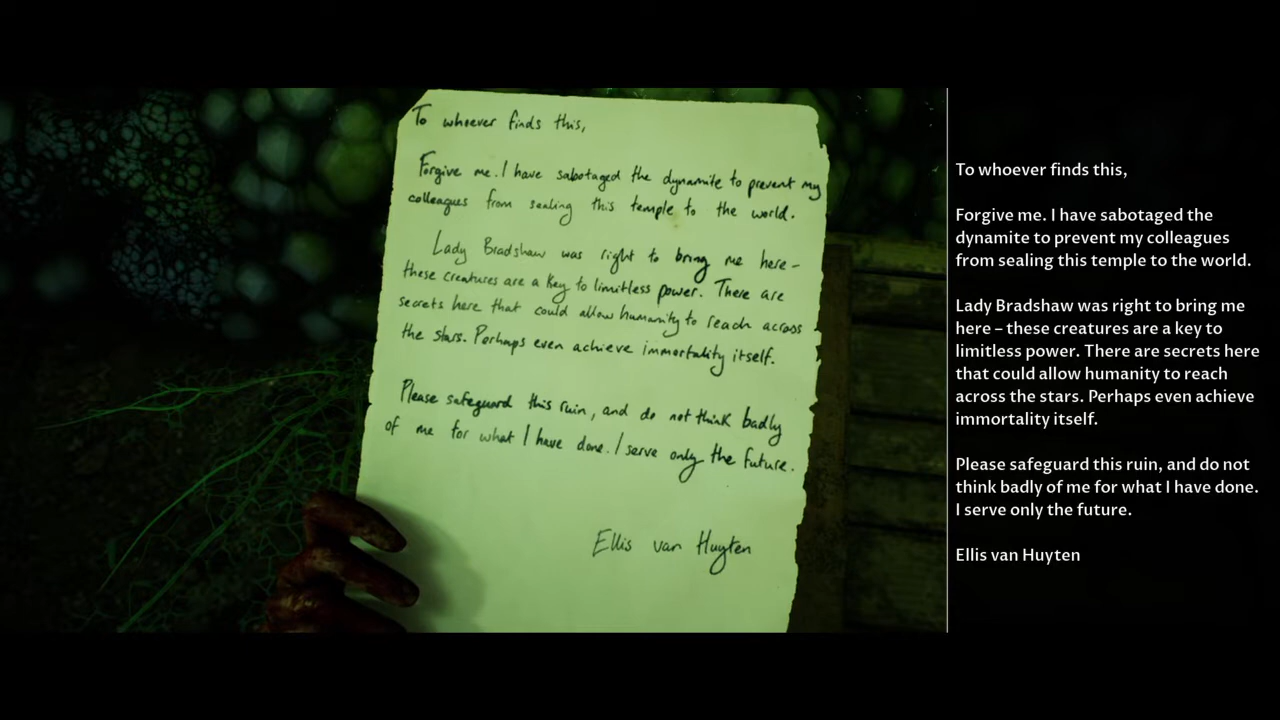 To whoever finds this,
Forgive me. I have sabotaged the dynamite to prevent my
colleagues from sealing this temple to the world.
Lady Bradshaw was right to bring me here –
these creatures are a key to limitless power. There are
secrets here that could allow humanity to reach across
the stars. Perhaps even achieve immortality itself.
Please safeguard this ruin, and do not think badly
of me for what I have done. I serve only the future.
Ellis van Huyten
To whoever finds this,
Forgive me. I have sabotaged the
dynamite to prevent my colleagues
from sealing this temple to the world.
Lady Bradshaw was right to bring me
here – these creatures are a key to
limitless power. There are secrets here
that could allow humanity to reach
across the stars. Perhaps even achieve
immortality itself.
Please safeguard this ruin, and do not
think badly of me for what I have done.
I serve only the future.
Ellis van Huyten